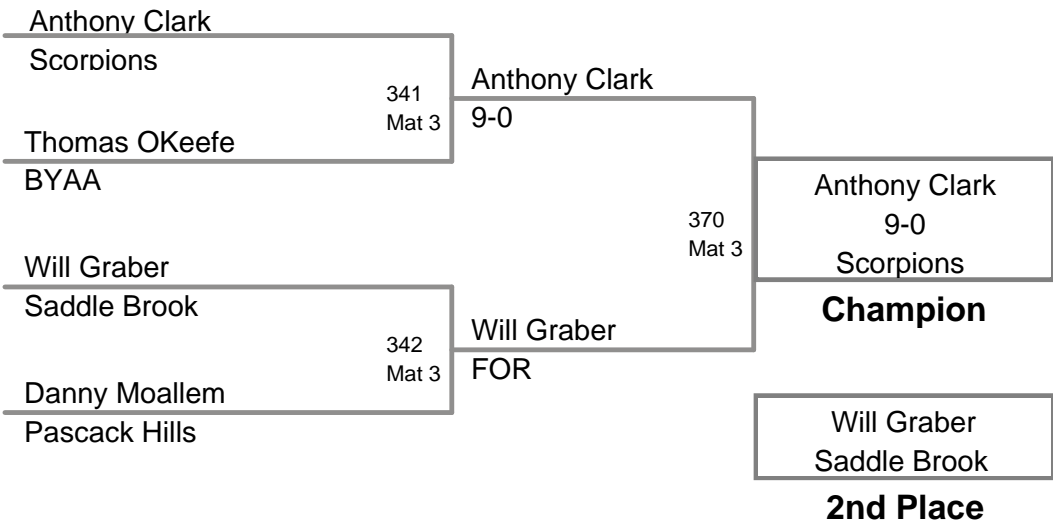 Anthony Clark
Scorpions
341
Mat 3
Anthony Clark
9-0
Thomas OKeefe
BYAA
370
Mat 3
Anthony Clark
9-0
Scorpions
Champion
Will Graber
Saddle Brook
342
Mat 3
Will Graber
FOR
Danny Moallem
Pascack Hills
Will Graber
Saddle Brook
2nd Place